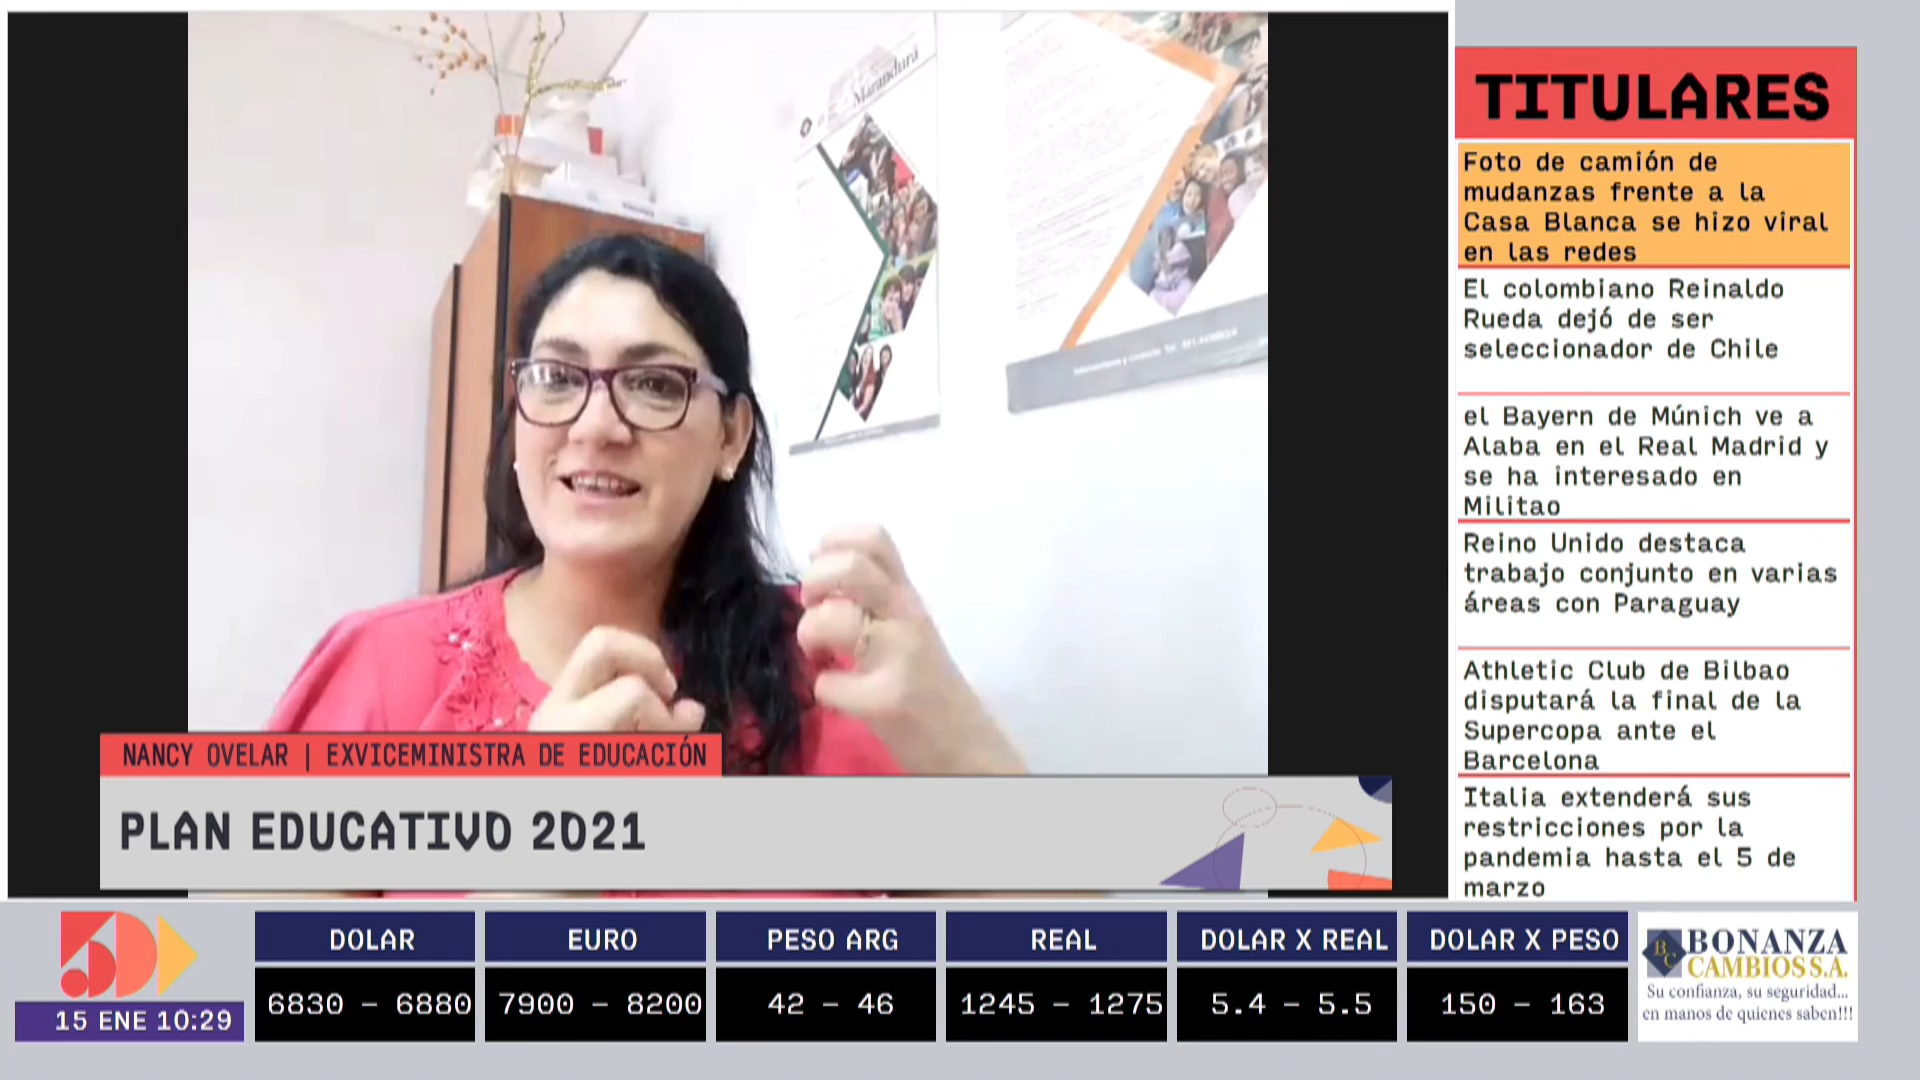 Marandurá
NANCY OVELAR | EXVICEMINISTRA DE EDUCACIÓN
PLAN EDUCATIVO 2021
TITULARES
Foto de camión de
mudanzas frente a la
Casa Blanca se hizo viral
en las redes
El colombiano Reinaldo
Rueda dejó de ser
seleccionador de Chile
el Bayern de Múnich ve a
Alaba en el Real Madrid y
se ha interesado en
Militao
Reino Unido destaca
trabajo conjunto en varias
áreas con Paraguay
Athletic Club de Bilbao
disputará la final de la
Supercopa ante el
Barcelona
Italia extenderá sus
restricciones por la
pandemia hasta el 5 de
marzo
5D
15 ENE 10:29
DOLAR
6830 - 6880
EURO
7900 - 8200
PESO ARG
42 - 46
REAL
1245 - 1275
DOLAR X REAL
5.4 - 5.5
DOLAR X PESO
150 - 163
BC
BONANZA
CAMBIOS S.A.
Su confianza, su seguridad...
en manos de quienes saben!!!